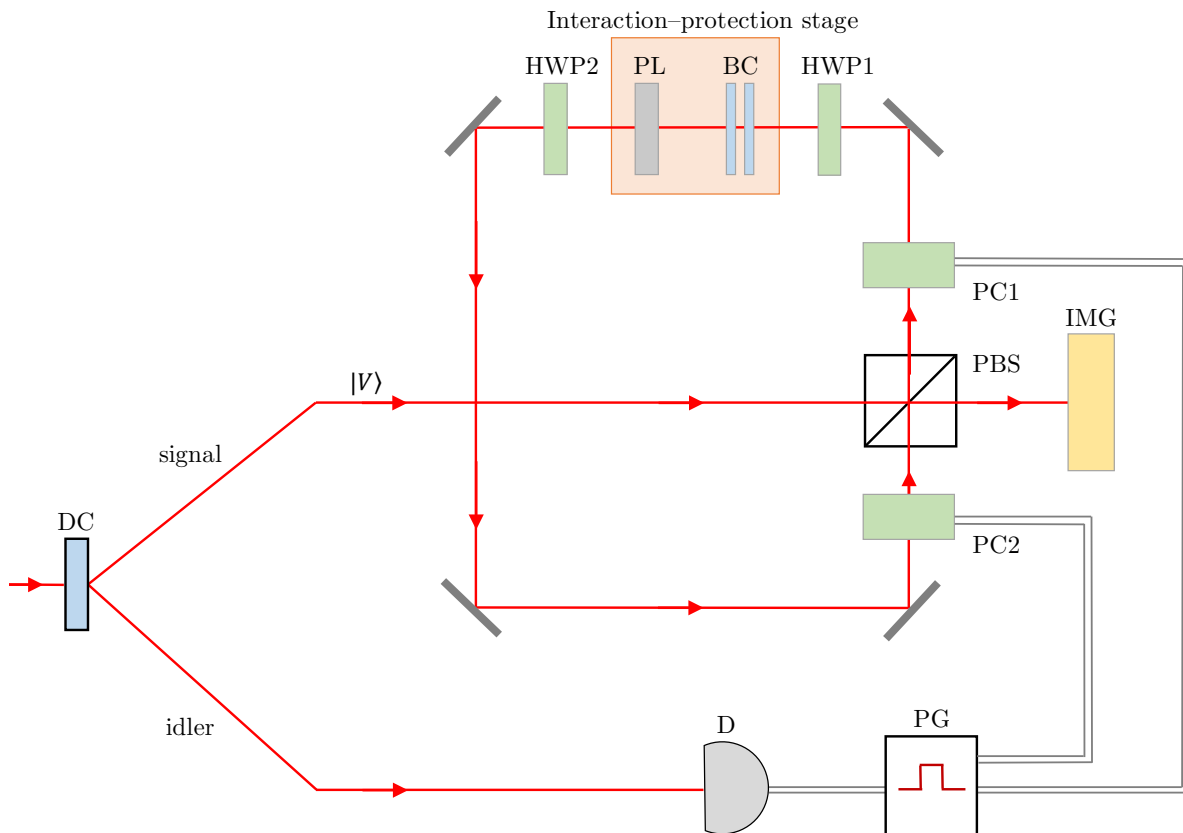 Interaction–protection stage
HWP2
PL
BC
HWP1
PC1
IMG
PBS
|V⟩
signal
DC
PC2
idler
D
PG